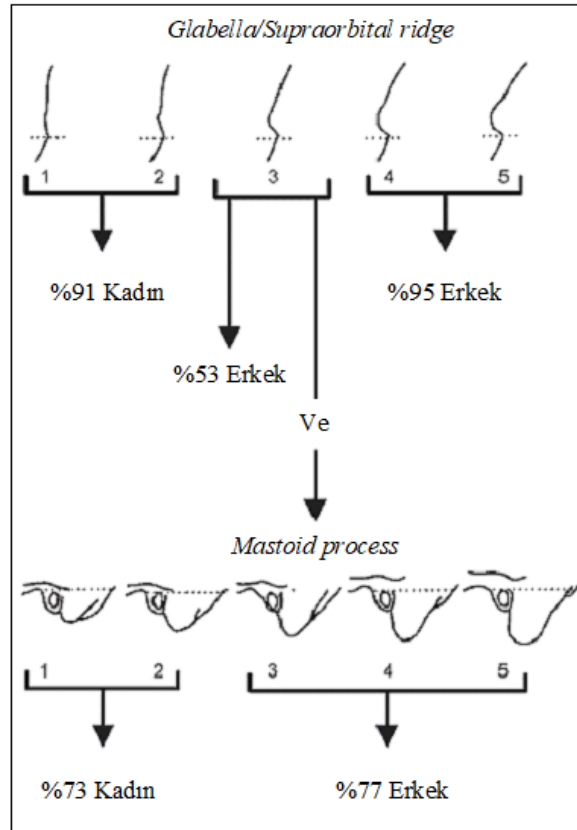 Glabella/Supraorbital ridge
1 2 3 4 5
%91 Kadın %95 Erkek
%53 Erkek
Ve
Mastoid process
1 2 3 4 5
%73 Kadın %77 Erkek